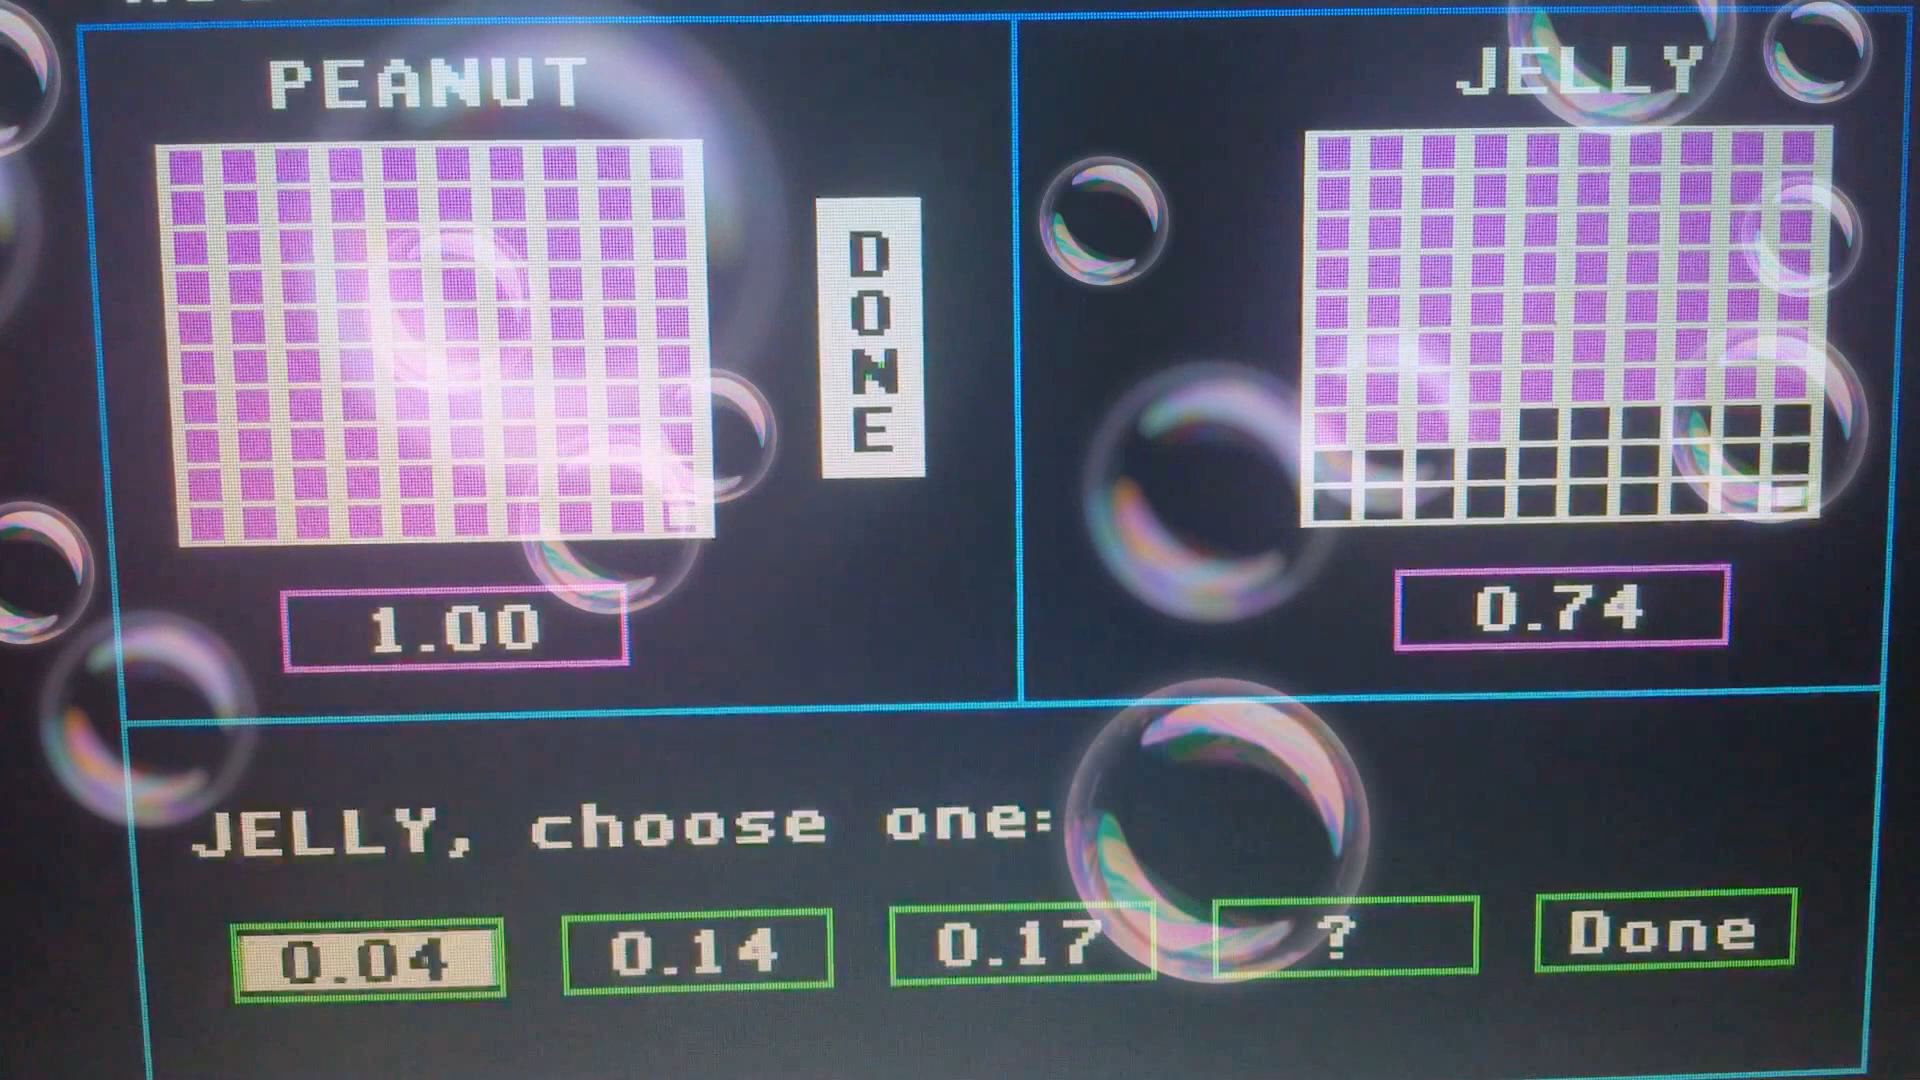 PEANUT
JELLY
DONE
1.00
0.74
JELLY, choose one:
0.04 0.14 0.17 ? Done